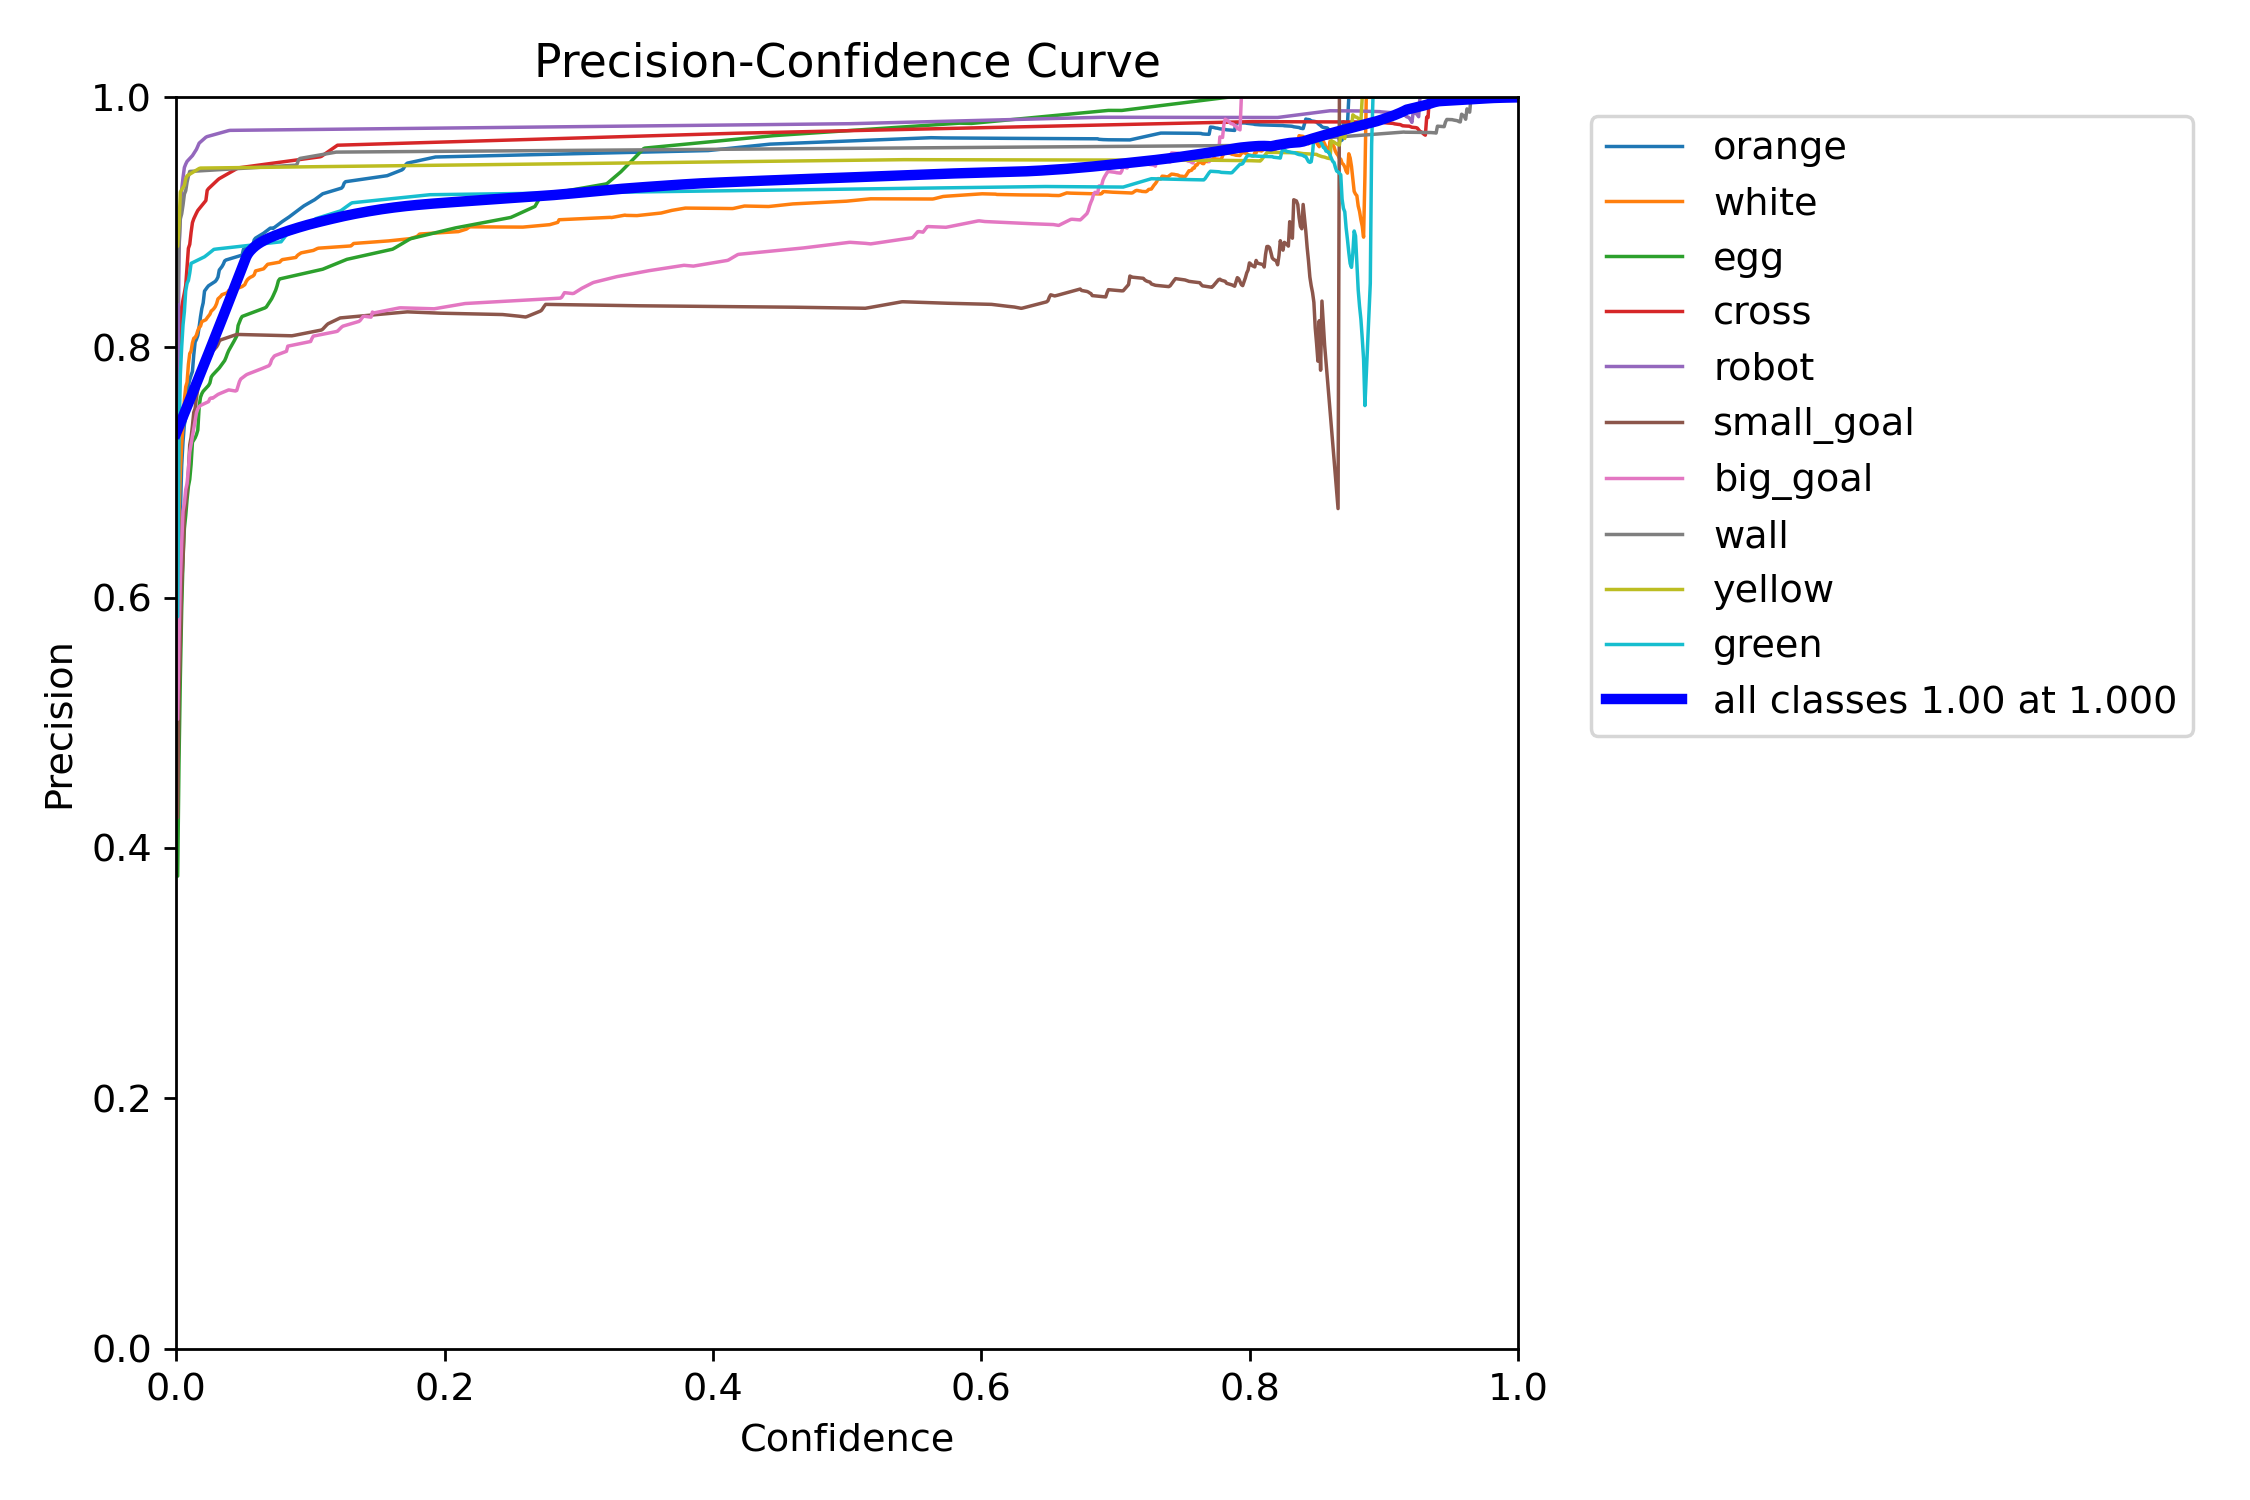 Precision-Confidence Curve
1.0
0.8
0.6
0.4
0.2
0.0
Precision
0.0 0.2 0.4 0.6 0.8 1.0
Confidence
orange
white
egg
cross
robot
small_goal
big_goal
wall
yellow
green
all classes 1.00 at 1.000